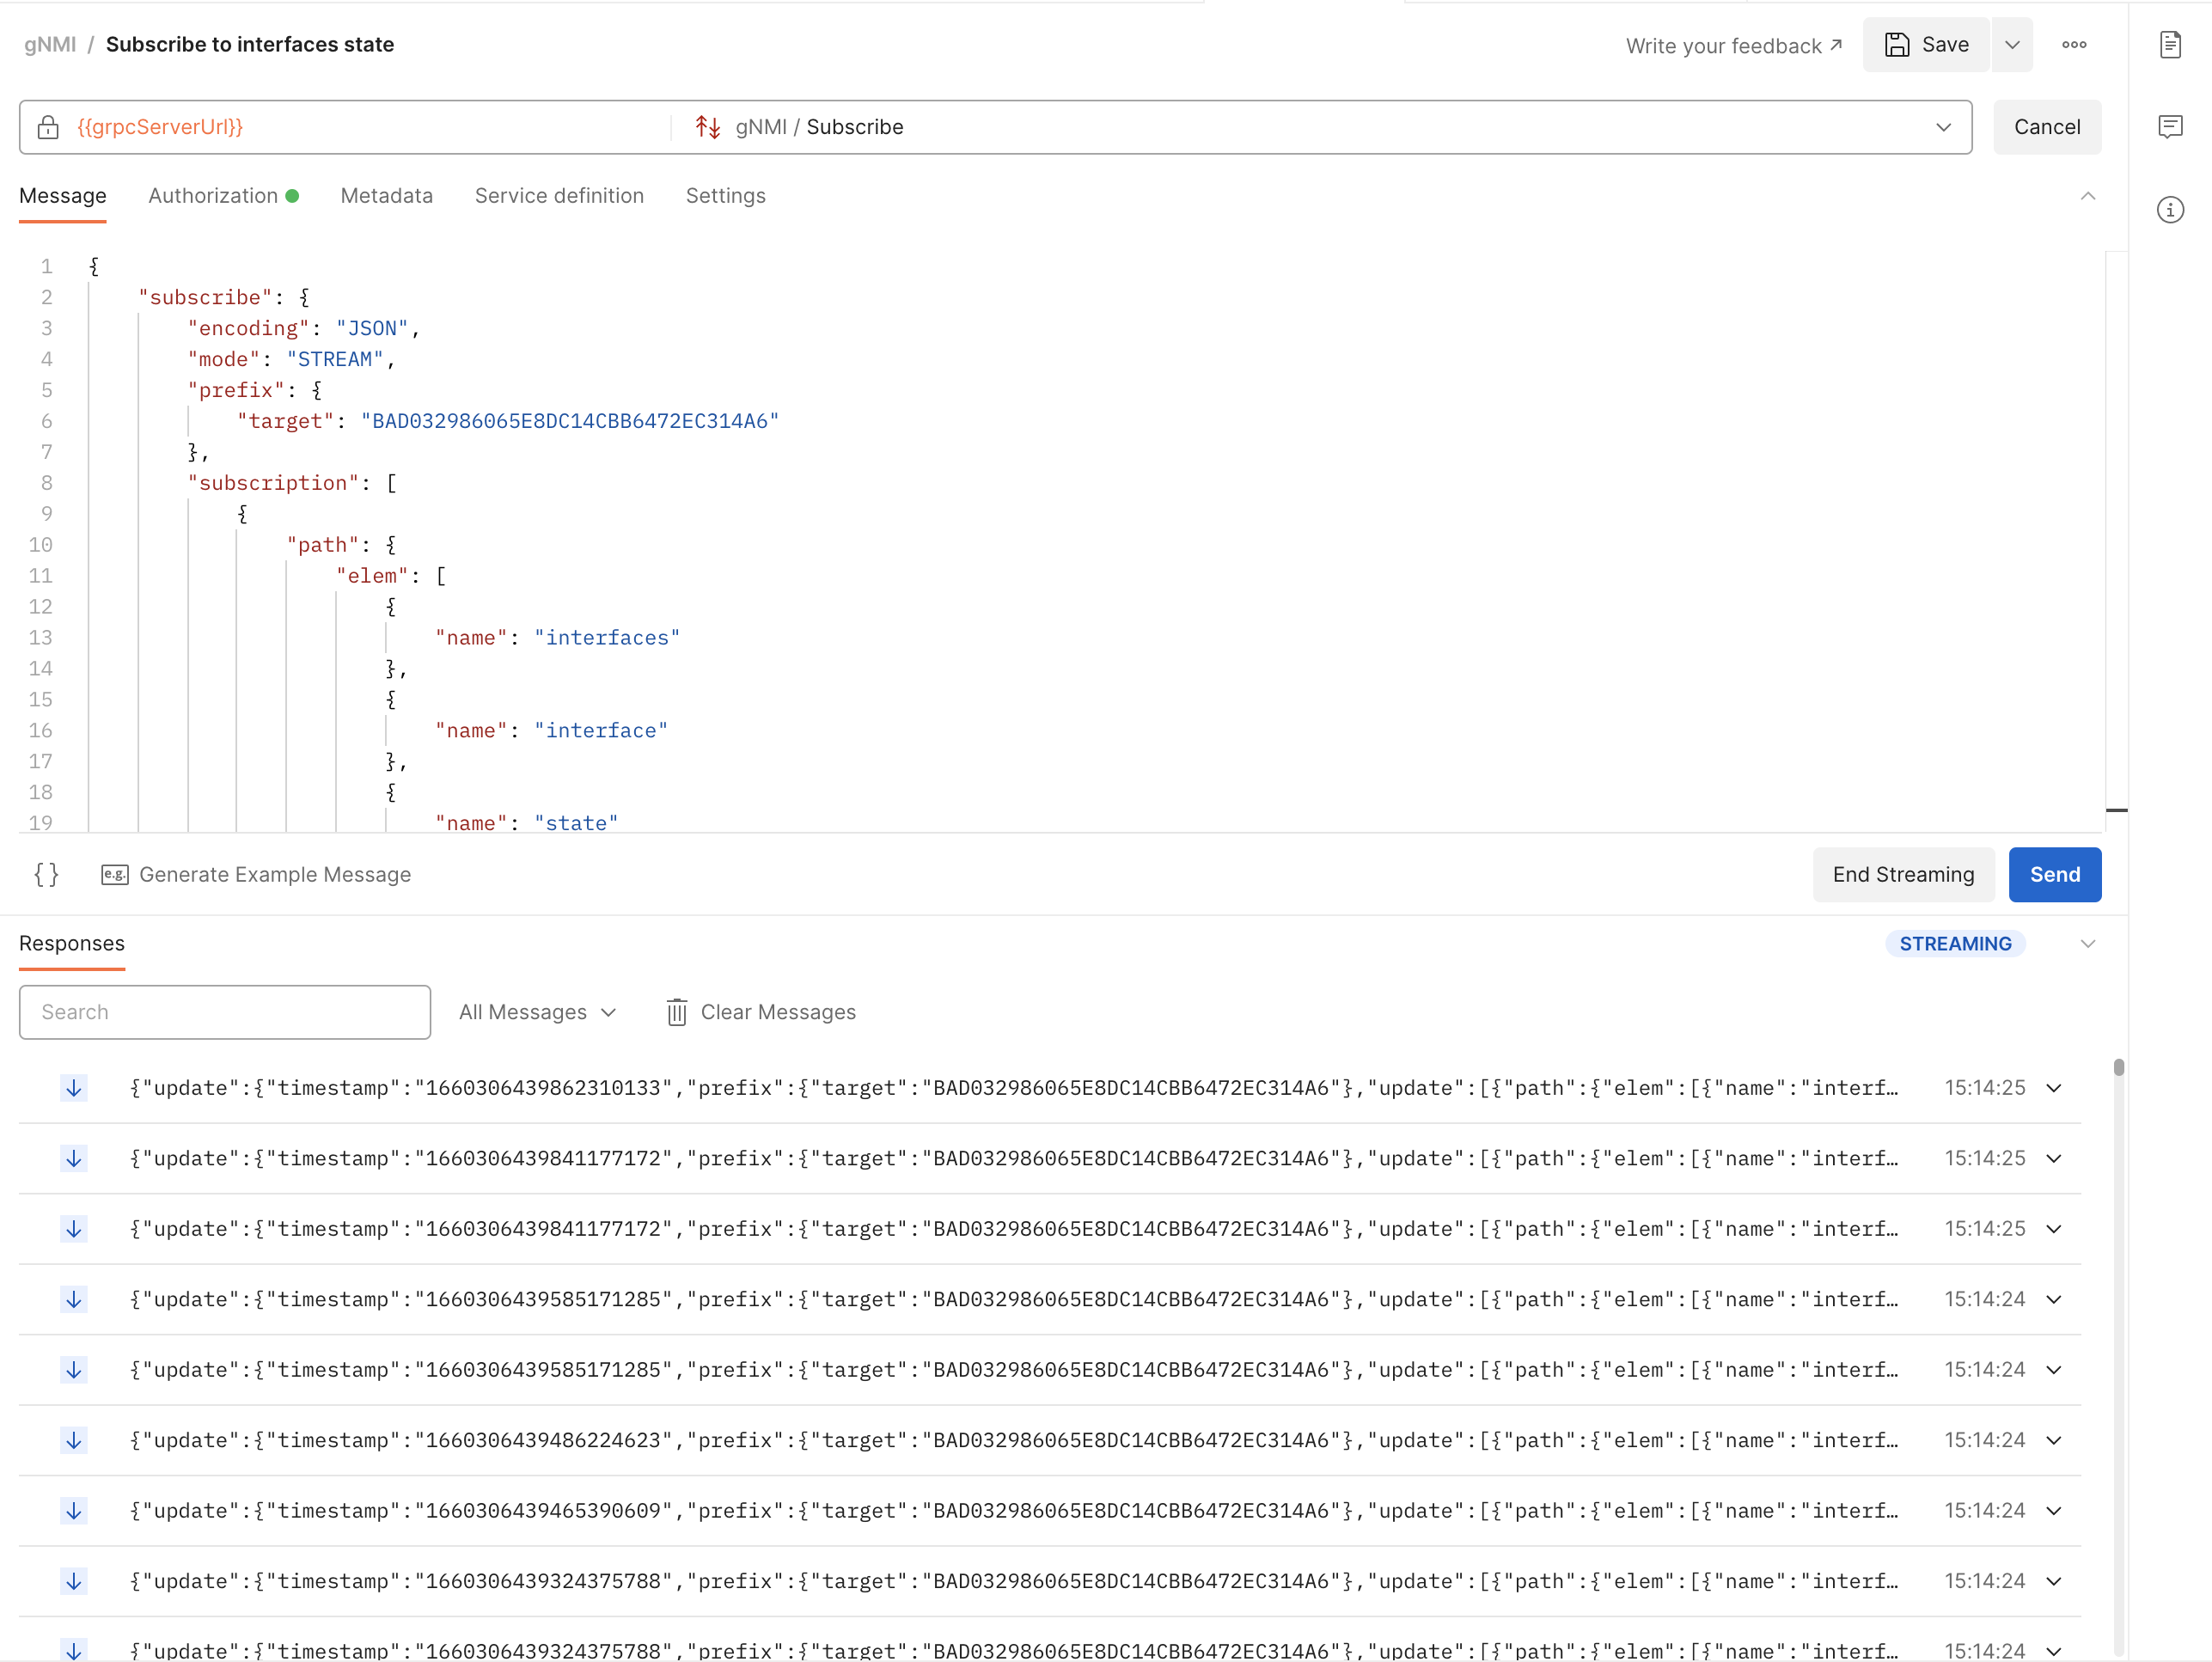 gNMI / Subscribe to interfaces state
Write your feedback ↗ Save
{{grpcServerUrl}} gNMI / Subscribe Cancel
Message Authorization Metadata Service definition Settings
1 {
2 "subscribe": {
3 "encoding": "JSON",
4 "mode": "STREAM",
5 "prefix": {
6 "target": "BAD032986065E8DC14CBB6472EC314A6"
7 },
8 "subscription": [
9 {
10 "path": {
11 "elem": [
12 {
13 "name": "interfaces"
14 },
15 {
16 "name": "interface"
17 },
18 {
19 "name": "state"
{} e.g. Generate Example Message End Streaming Send
Responses STREAMING
Search All Messages Clear Messages
{"update":{"timestamp":"1660306439862310133","prefix":{"target":"BAD032986065E8DC14CBB6472EC314A6"},"update":[{"path":{"elem":[{"name":"interf… 15:14:25
{"update":{"timestamp":"1660306439841177172","prefix":{"target":"BAD032986065E8DC14CBB6472EC314A6"},"update":[{"path":{"elem":[{"name":"interf… 15:14:25
{"update":{"timestamp":"1660306439841177172","prefix":{"target":"BAD032986065E8DC14CBB6472EC314A6"},"update":[{"path":{"elem":[{"name":"interf… 15:14:25
{"update":{"timestamp":"1660306439585171285","prefix":{"target":"BAD032986065E8DC14CBB6472EC314A6"},"update":[{"path":{"elem":[{"name":"interf… 15:14:24
{"update":{"timestamp":"1660306439585171285","prefix":{"target":"BAD032986065E8DC14CBB6472EC314A6"},"update":[{"path":{"elem":[{"name":"interf… 15:14:24
{"update":{"timestamp":"1660306439486224623","prefix":{"target":"BAD032986065E8DC14CBB6472EC314A6"},"update":[{"path":{"elem":[{"name":"interf… 15:14:24
{"update":{"timestamp":"1660306439465390609","prefix":{"target":"BAD032986065E8DC14CBB6472EC314A6"},"update":[{"path":{"elem":[{"name":"interf… 15:14:24
{"update":{"timestamp":"1660306439324375788","prefix":{"target":"BAD032986065E8DC14CBB6472EC314A6"},"update":[{"path":{"elem":[{"name":"interf… 15:14:24
{"update":{"timestamp":"1660306439324375788","prefix":{"target":"BAD032986065E8DC14CBB6472EC314A6"},"update":[{"path":{"elem":[{"name":"interf… 15:14:24